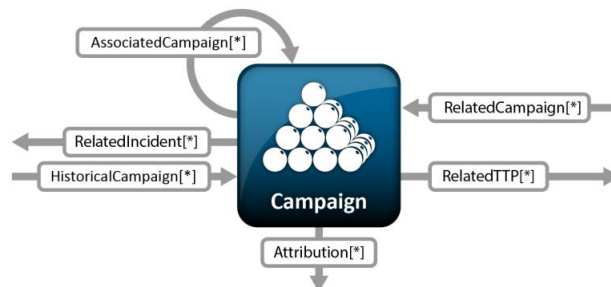 AssociatedCampaign[*]
RelatedCampaign[*]
RelatedIncident[*]
HistoricalCampaign[*]
RelatedTTP[*]
Campaign
Attribution[*]